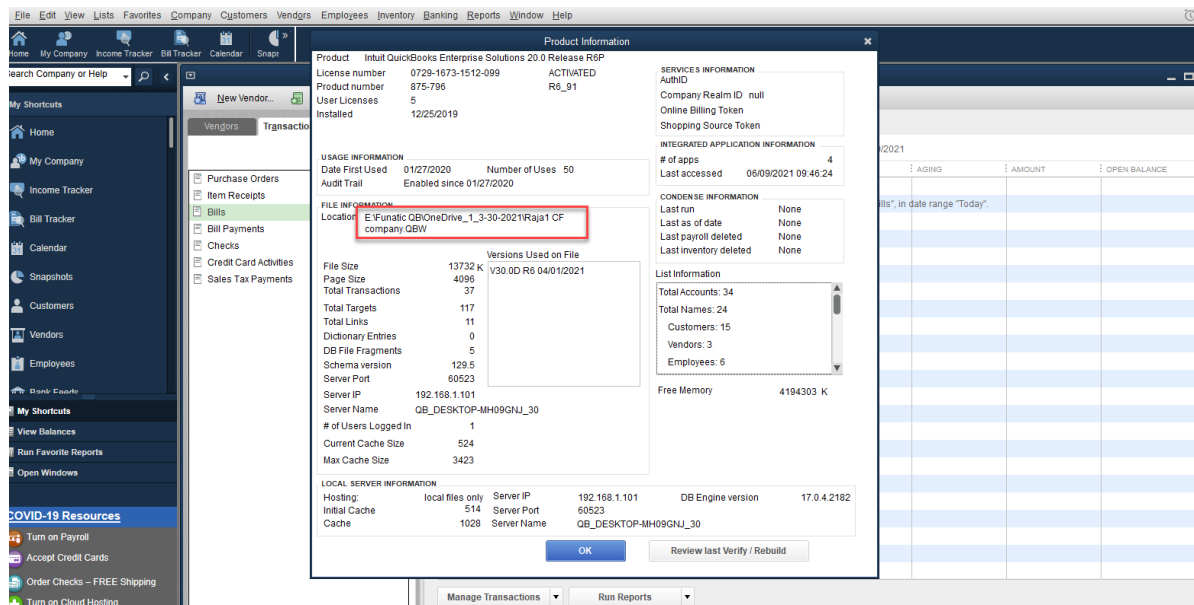 File Edit View Lists Favorites Company Customers Vendors Employees Inventory Banking Reports Window Help
Home My Company Income Tracker Bill Tracker Calendar Snaps »
Search Company or Help
My Shortcuts
Home
My Company
Income Tracker
Bill Tracker
Calendar
Snapshots
Customers
Vendors
Employees
Bank Feeds
My Shortcuts
View Balances
Run Favorite Reports
Open Windows
COVID-19 Resources
Turn on Payroll
Accept Credit Cards
Order Checks – FREE Shipping
Turn on Cloud Hosting
New Vendor...
Vendors Transactio
Purchase Orders
Item Receipts
Bills
Bill Payments
Checks
Credit Card Activities
Sales Tax Payments
Product Information
Product Intuit QuickBooks Enterprise Solutions 20.0 Release R6P
License number 0729-1673-1512-099 ACTIVATED
Product number 875-796 R6_91
User Licenses 5
Installed 12/25/2019
USAGE INFORMATION
Date First Used 01/27/2020 Number of Uses 50
Audit Trail Enabled since 01/27/2020
FILE INFORMATION
Location E:\Funatic QB\OneDrive_1_3-30-2021\Raja1 CF
company.QBW
Versions Used on File
V30.0D R6 04/01/2021
File Size 13732 K
Page Size 4096
Total Transactions 37
Total Targets 117
Total Links 11
Dictionary Entries 0
DB File Fragments 5
Schema version 129.5
Server Port 60523
Server IP 192.168.1.101
Server Name QB_DESKTOP-MH09GNJ_30
# of Users Logged In 1
Current Cache Size 524
Max Cache Size 3423
SERVICES INFORMATION
AuthID
Company Realm ID null
Online Billing Token
Shopping Source Token
INTEGRATED APPLICATION INFORMATION
# of apps 4
Last accessed 06/09/2021 09:46:24
CONDENSE INFORMATION
Last run None
Last as of date None
Last payroll deleted None
Last inventory deleted None
List Information
Total Accounts: 34
Total Names: 24
Customers: 15
Vendors: 3
Employees: 6
Free Memory 4194303 K
LOCAL SERVER INFORMATION
Hosting: local files only Server IP 192.168.1.101 DB Engine version 17.0.4.2182
Initial Cache 514 Server Port 60523
Cache 1028 Server Name QB_DESKTOP-MH09GNJ_30
OK Review last Verify / Rebuild
/2021
AGING AMOUNT OPEN BALANCE
ills", in date range "Today".
Manage Transactions Run Reports